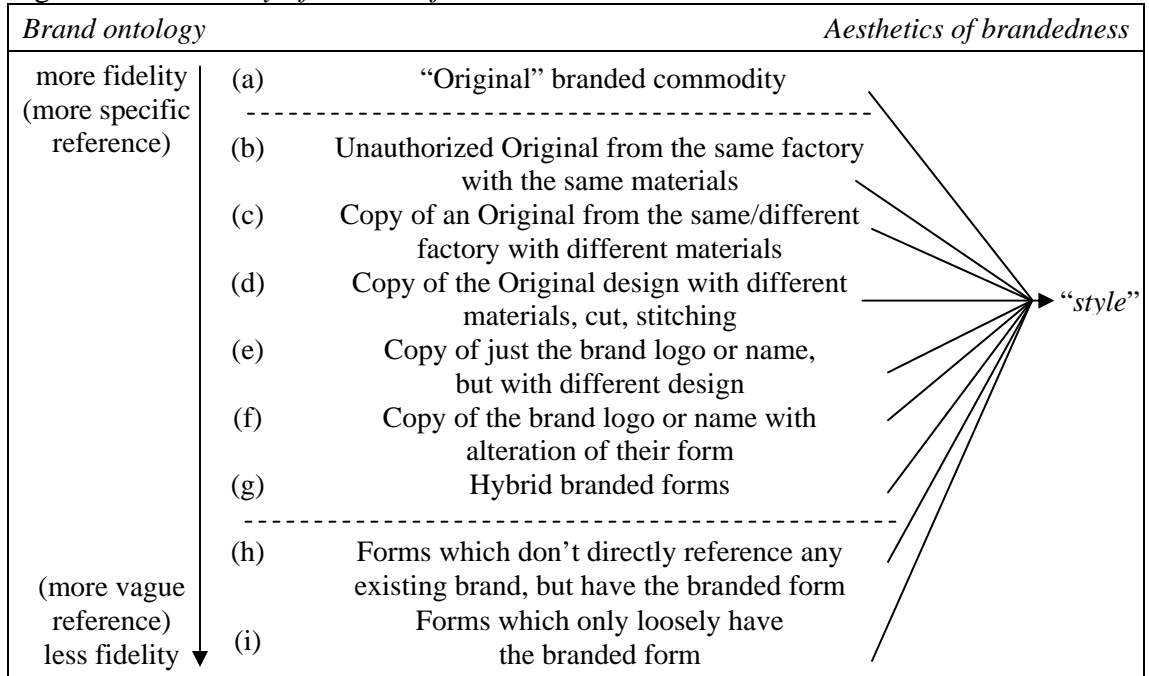 Brand ontology
Aesthetics of brandedness
more fidelity
(more specific
reference)
(a) “Original” branded commodity
(b) Unauthorized Original from the same factory
with the same materials
(c) Copy of an Original from the same/different
factory with different materials
(d) Copy of the Original design with different
materials, cut, stitching
(e) Copy of just the brand logo or name,
but with different design
(f) Copy of the brand logo or name with
alteration of their form
(g) Hybrid branded forms
(h) Forms which don’t directly reference any
existing brand, but have the branded form
(i) Forms which only loosely have
the branded form
(more vague
reference)
less fidelity
“style”